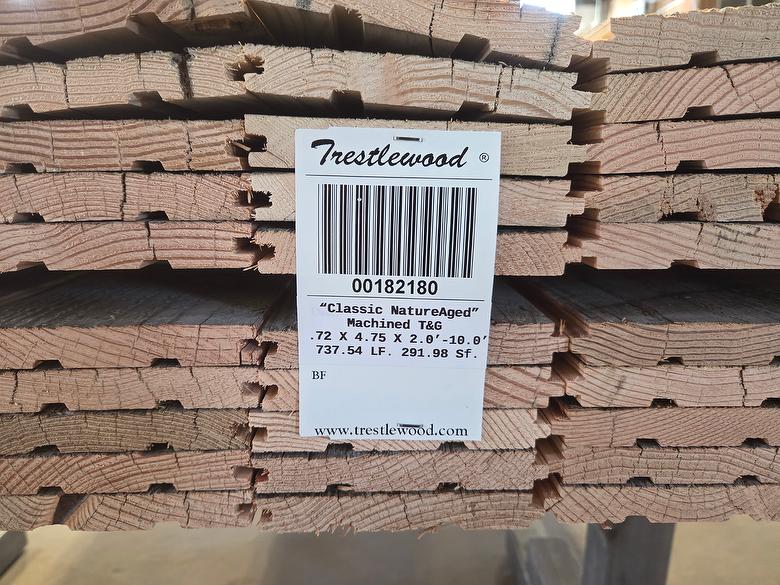 Trestlewood ®
00182180
"Classic NatureAged"
Machined T&G
.72 X 4.75 X 2.0'-10.0'
737.54 LF. 291.98 Sf.
BF
www.trestlewood.com